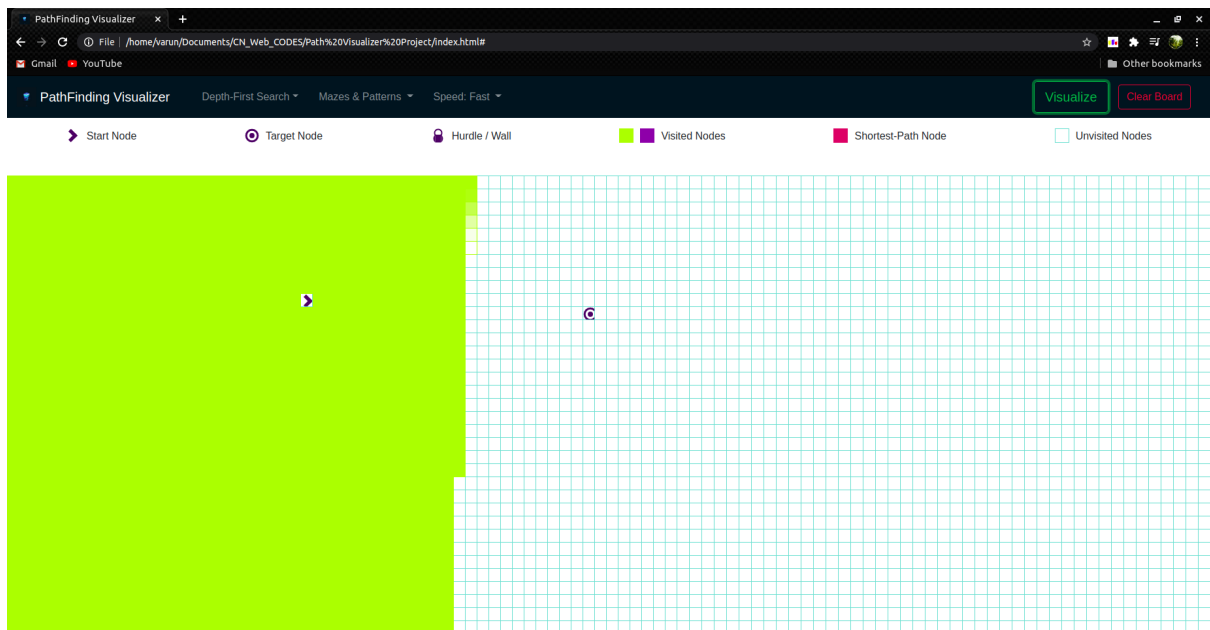 PathFinding Visualizer × +
File | /home/varun/Documents/CN_Web_CODES/Path%20Visualizer%20Project/index.html#
Gmail YouTube Other bookmarks
PathFinding Visualizer Depth-First Search Mazes & Patterns Speed: Fast Visualize Clear Board
Start Node Target Node Hurdle / Wall Visited Nodes Shortest-Path Node Unvisited Nodes